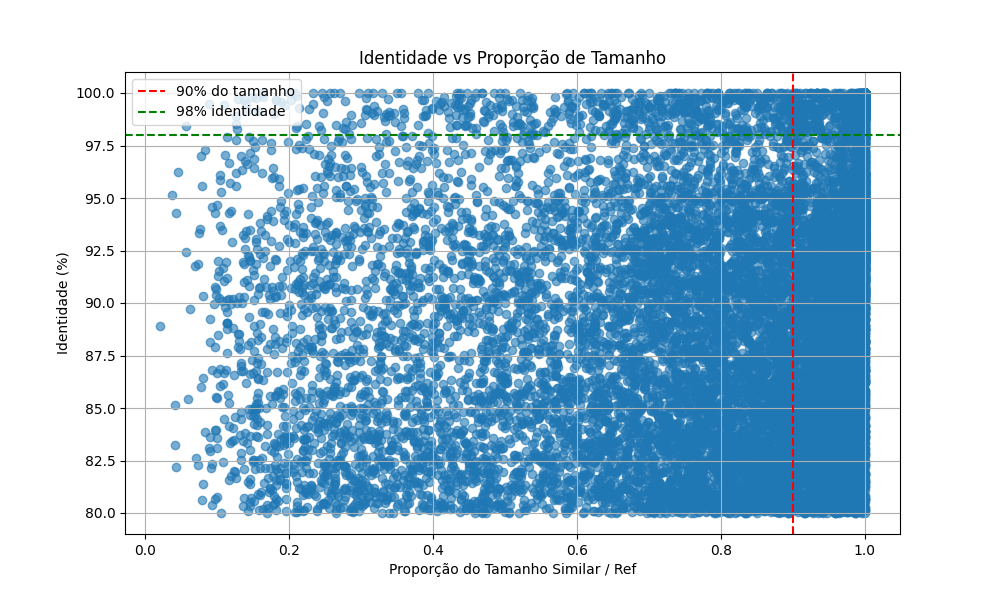 Identidade vs Proporção de Tamanho
90% do tamanho
98% identidade
Identidade (%)
100.0
97.5
95.0
92.5
90.0
87.5
85.0
82.5
80.0
0.0 0.2 0.4 0.6 0.8 1.0
Proporção do Tamanho Similar / Ref